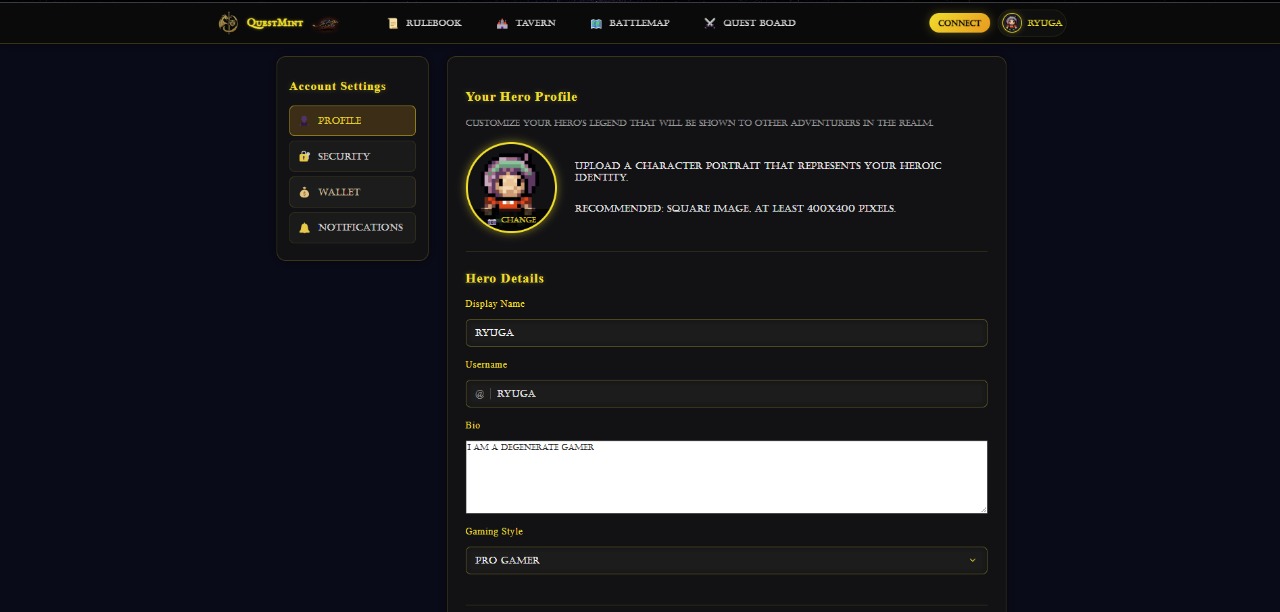 QuestMint
RULEBOOK
TAVERN
BATTLEMAP
QUEST BOARD
CONNECT
RYUGA
Account Settings
PROFILE
SECURITY
WALLET
NOTIFICATIONS
Your Hero Profile
CUSTOMIZE YOUR HERO'S LEGEND THAT WILL BE SHOWN TO OTHER ADVENTURERS IN THE REALM.
CHANGE
UPLOAD A CHARACTER PORTRAIT THAT REPRESENTS YOUR HEROIC
IDENTITY.
RECOMMENDED: SQUARE IMAGE, AT LEAST 400X400 PIXELS.
Hero Details
Display Name
RYUGA
Username
@ | RYUGA
Bio
I AM A DEGENERATE GAMER
Gaming Style
PRO GAMER